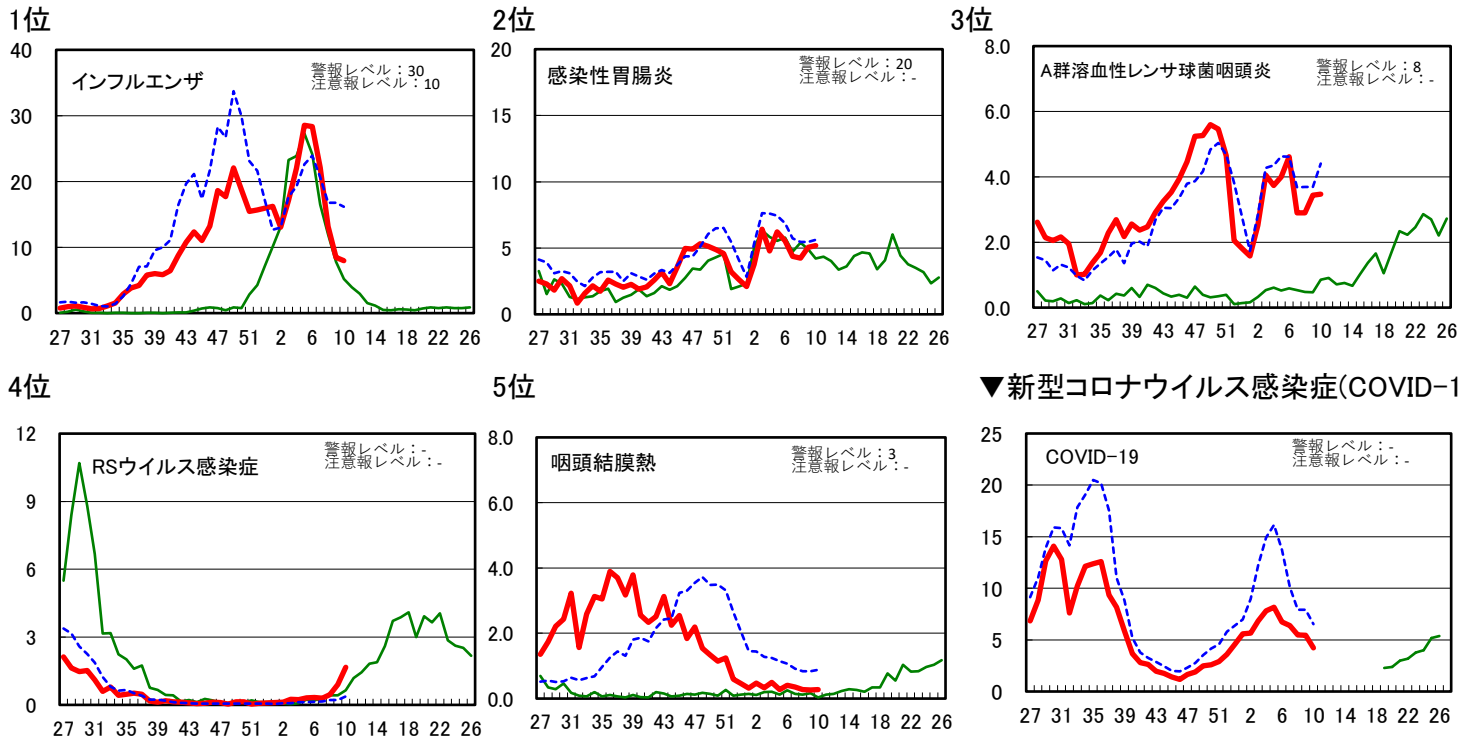 1位
インフルエンザ
警報レベル：30
注意報レベル：10
40
30
20
10
0
27 31 35 39 43 47 51 2 6 10 14 18 22 26
2位
感染性胃腸炎
警報レベル：20
注意報レベル：-
20
15
10
5
0
27 31 35 39 43 47 51 2 6 10 14 18 22 26
3位
A群溶血性レンサ球菌咽頭炎
警報レベル：8
注意報レベル：-
8.0
6.0
4.0
2.0
0.0
27 31 35 39 43 47 51 2 6 10 14 18 22 26
4位
RSウイルス感染症
警報レベル：-
注意報レベル：-
12
9
6
3
0
27 31 35 39 43 47 51 2 6 10 14 18 22 26
5位
咽頭結膜熱
警報レベル：3
注意報レベル：-
8.0
6.0
4.0
2.0
0.0
27 31 35 39 43 47 51 2 6 10 14 18 22 26
▼新型コロナウイルス感染症(COVID-1
COVID-19
警報レベル：-
注意報レベル：-
25
20
15
10
5
0
27 31 35 39 43 47 51 2 6 10 14 18 22 26